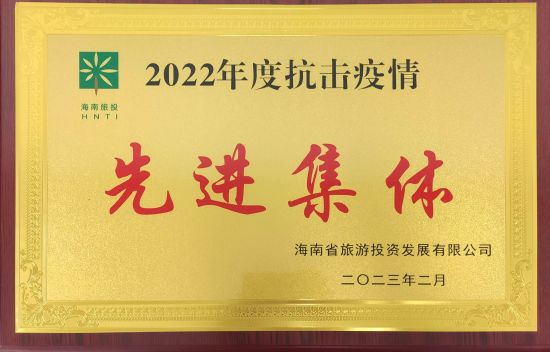 2022年度抗击疫情
海南旅投
HNTI
先进集体
海南省旅游投资发展有限公司
二〇二三年二月